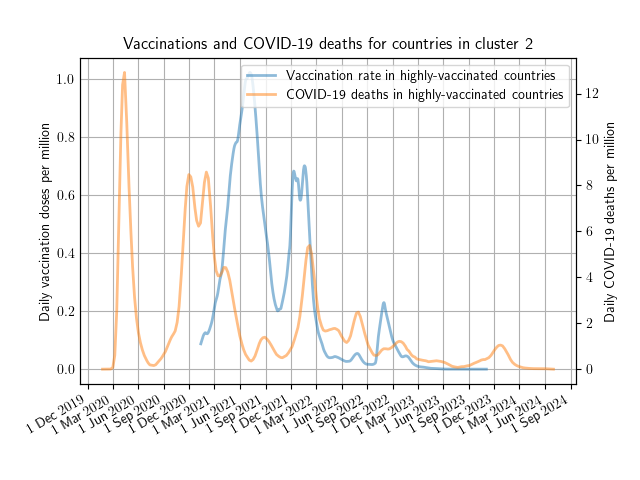 Vaccinations and COVID-19 deaths for countries in cluster 2
Vaccination rate in highly-vaccinated countries
COVID-19 deaths in highly-vaccinated countries
Daily vaccination doses per million
1.0
0.8
0.6
0.4
0.2
0.0
Daily COVID-19 deaths per million
12
10
8
6
4
2
0
1 Dec 2019
1 Mar 2020
1 Jun 2020
1 Sep 2020
1 Dec 2020
1 Mar 2021
1 Jun 2021
1 Sep 2021
1 Dec 2021
1 Mar 2022
1 Jun 2022
1 Sep 2022
1 Dec 2022
1 Mar 2023
1 Jun 2023
1 Sep 2023
1 Dec 2023
1 Mar 2024
1 Jun 2024
1 Sep 2024